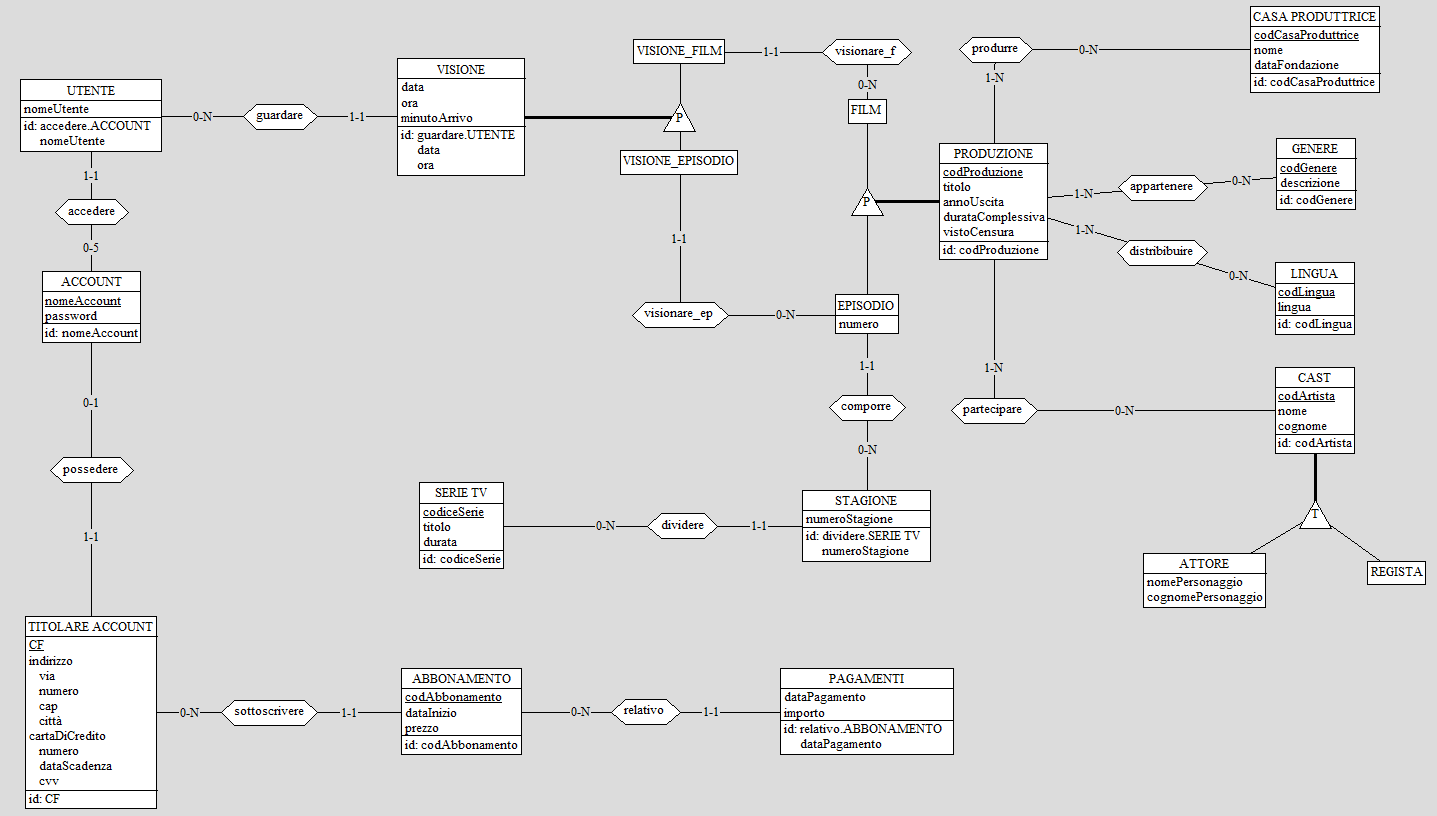 UTENTE
nomeUtente
id: accedere.ACCOUNT
nomeUtente
0-N
guardare
1-1
VISIONE
data
ora
minutoArrivo
id: guardare.UTENTE
data
ora
P
VISIONE_FILM
1-1
visionare_f
0-N
FILM
VISIONE_EPISODIO
1-1
visionare_ep
0-N
P
EPISODIO
numero
1-1
comporre
0-N
PRODUZIONE
codProduzione
titolo
annoUscita
durataComplessiva
vistoCensura
id: codProduzione
1-N
produrre
0-N
CASA PRODUTTRICE
codCasaProduttrice
nome
dataFondazione
id: codCasaProduttrice
1-N
appartenere
0-N
GENERE
codGenere
descrizione
id: codGenere
1-N
distribibuire
0-N
LINGUA
codLingua
lingua
id: codLingua
1-N
partecipare
0-N
CAST
codArtista
nome
cognome
id: codArtista
T
ATTORE
nomePersonaggio
cognomePersonaggio
REGISTA
1-1
accedere
0-5
ACCOUNT
nomeAccount
password
id: nomeAccount
0-1
possedere
1-1
SERIE TV
codiceSerie
titolo
durata
id: codiceSerie
0-N
dividere
1-1
STAGIONE
numeroStagione
id: dividere.SERIE TV
numeroStagione
TITOLARE ACCOUNT
CF
indirizzo
via
numero
cap
città
cartaDiCredito
numero
dataScadenza
cvv
id: CF
0-N
sottoscrivere
1-1
ABBONAMENTO
codAbbonamento
dataInizio
prezzo
id: codAbbonamento
0-N
relativo
1-1
PAGAMENTI
dataPagamento
importo
id: relativo.ABBONAMENTO
dataPagamento